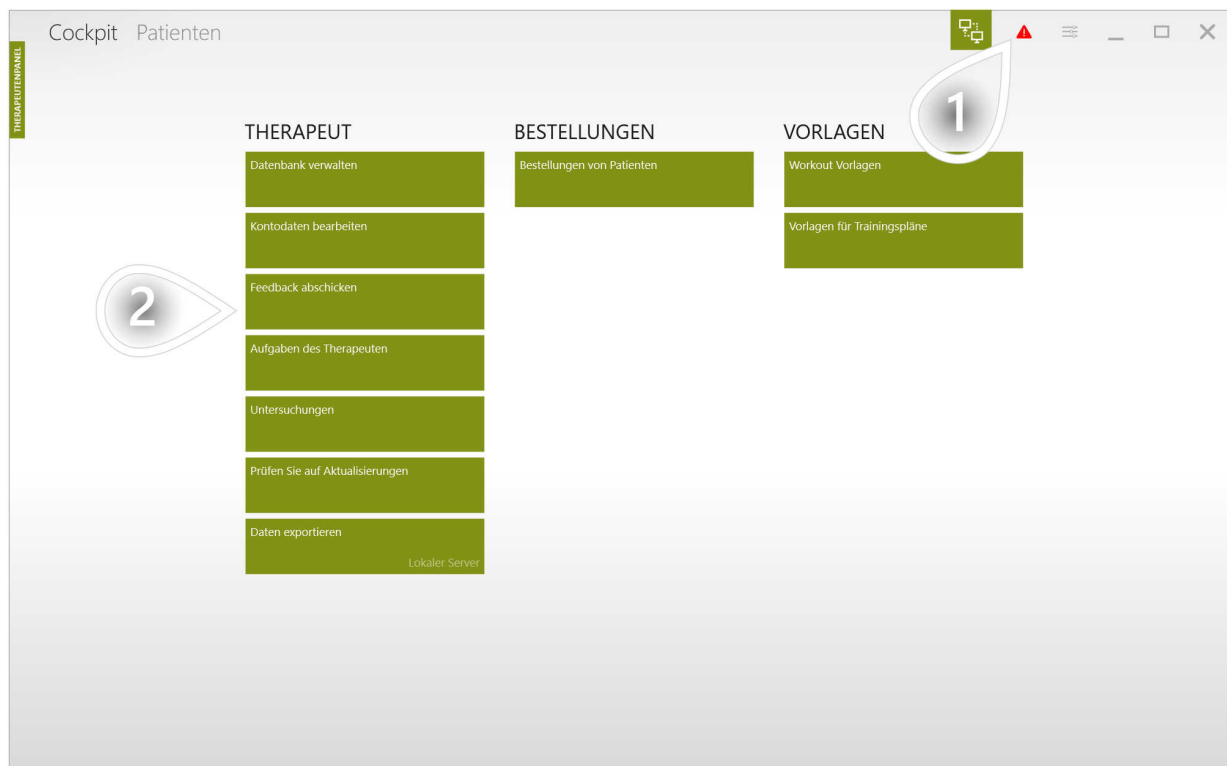 Cockpit Patienten
THERAPEUTENPANEL
1
THERAPEUT
BESTELLUNGEN
VORLAGEN
Datenbank verwalten
Bestellungen von Patienten
Workout Vorlagen
Kontodaten bearbeiten
Vorlagen für Trainingspläne
2
Feedback abschicken
Aufgaben des Therapeuten
Untersuchungen
Prüfen Sie auf Aktualisierungen
Daten exportieren
Lokaler Server